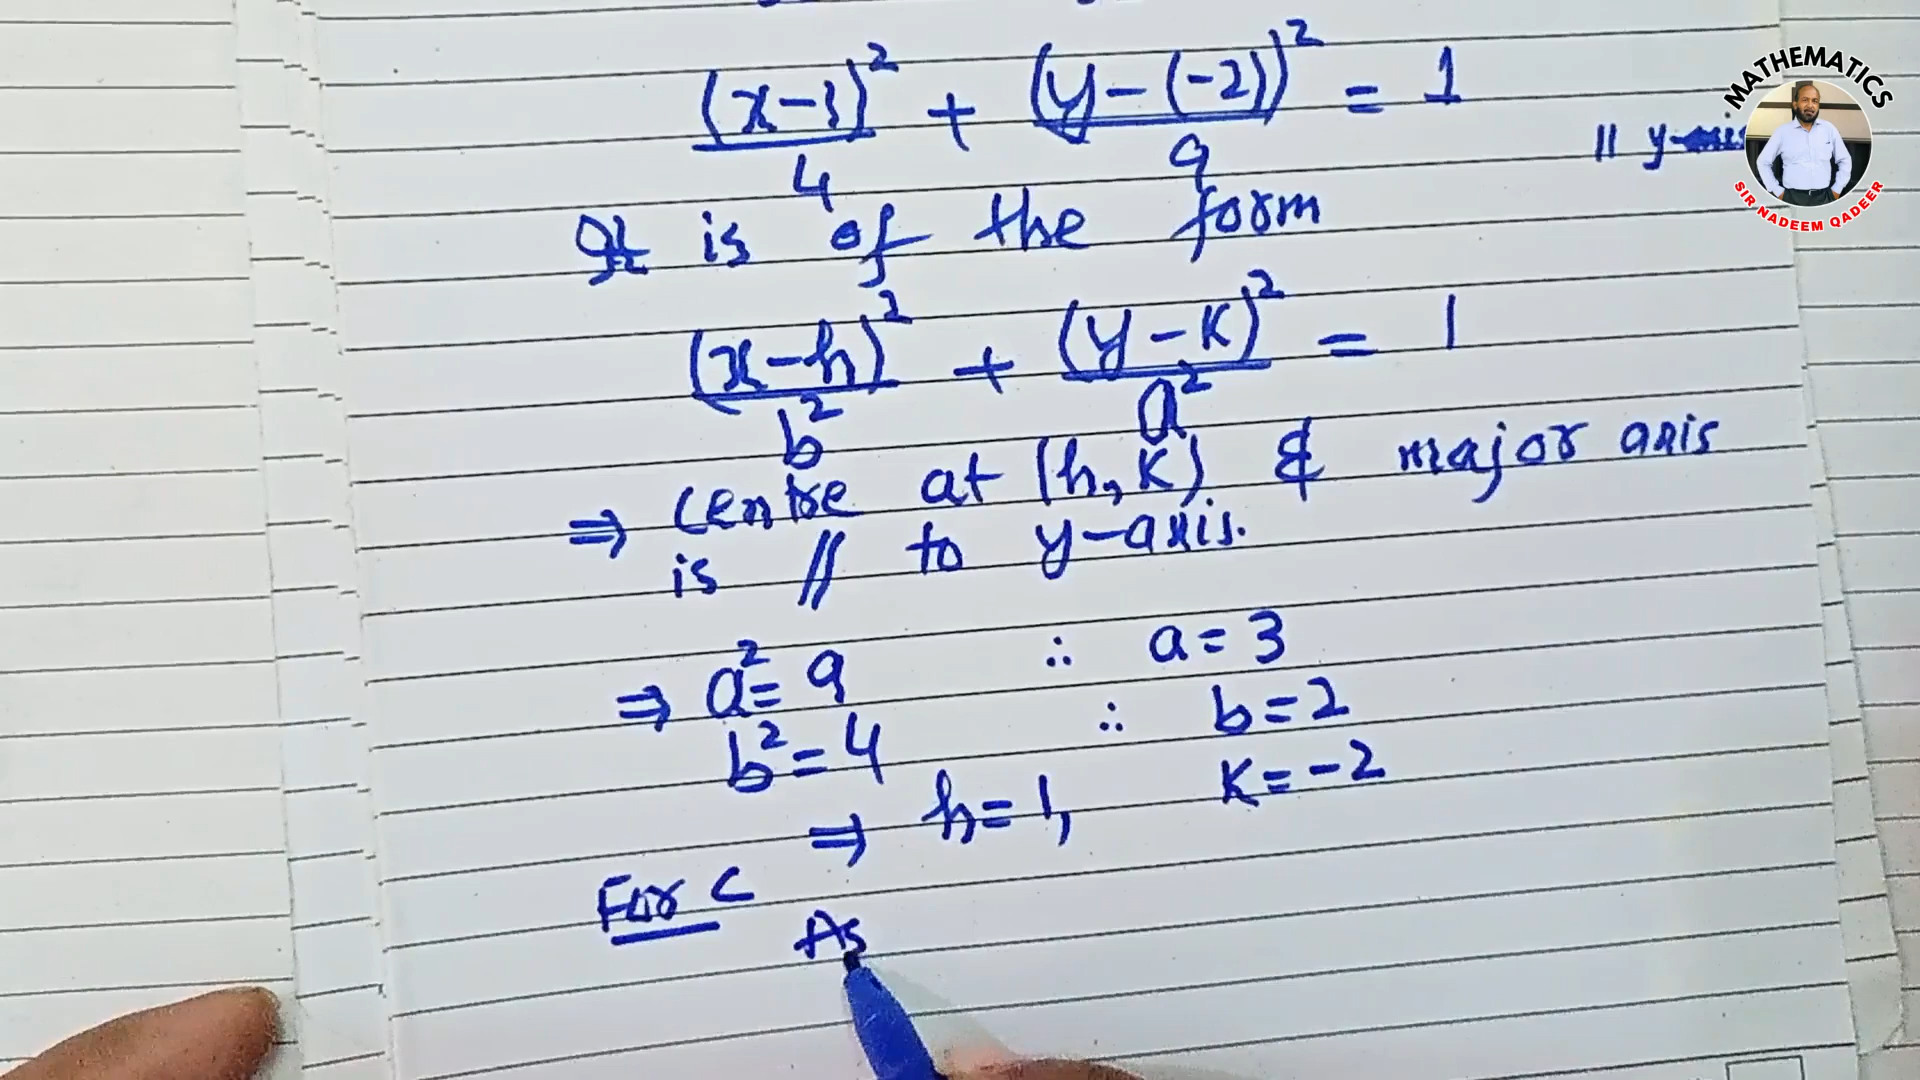 (x-1)² + (y-(-2))² = 1
4 9
|| y-axis
MATHEMATICS
SIR NADEEM QADEER
It is of the form
(x-h)² + (y-k)² = 1
b² a²
⇒ centre at (h, k) & major axis
is // to y-axis.
⇒ a² = 9 ∴ a = 3
b² = 4 ∴ b = 2
⇒ h = 1, k = -2
For c
As